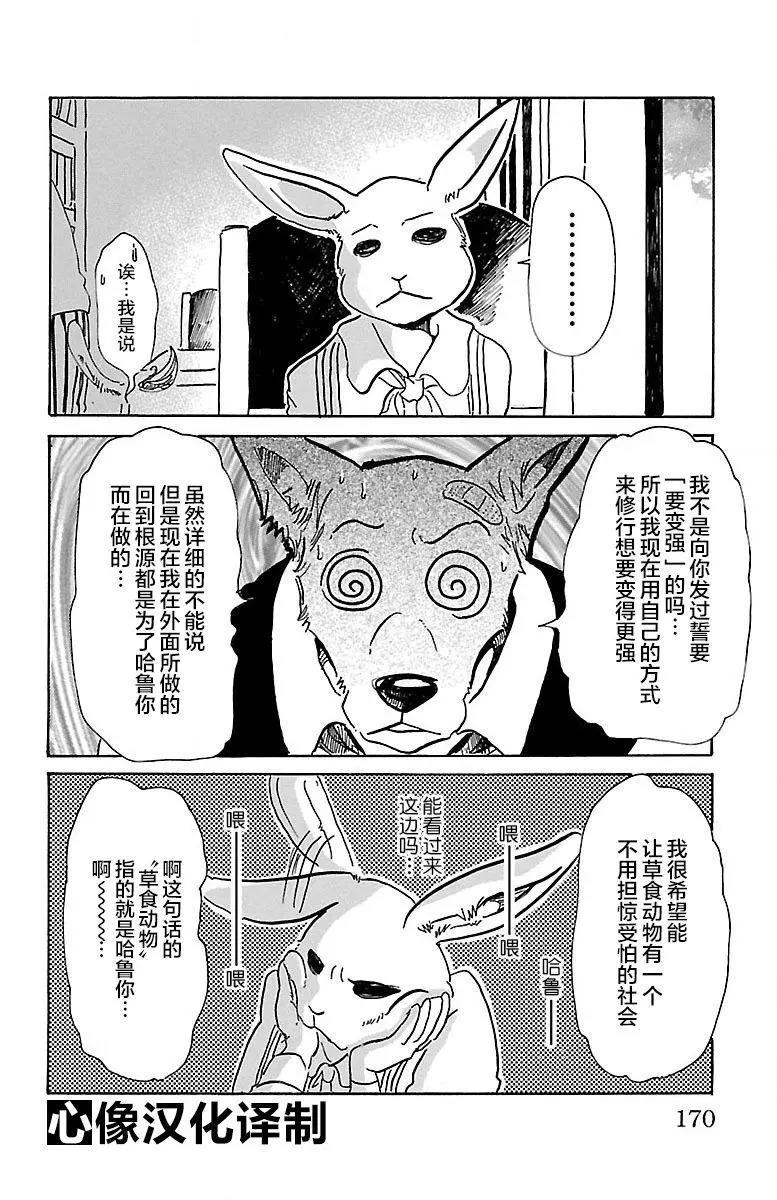 …………
诶…我是说
我不是向你发过誓要
「要变强」的吗…
所以我现在用自己的方式
来修行想要变得更强
虽然详细的不能说
但是现在我在外面所做的
回到根源都是为了哈鲁你
而在做的…
我很希望能
让草食动物有一个
不用担惊受怕的社会
哈鲁——
喂——
喂——
能看过来
这边吗…
喂——
喂——
啊这句话的
“草食动物”
指的就是哈鲁你
啊～～～～…
心像汉化译制
170